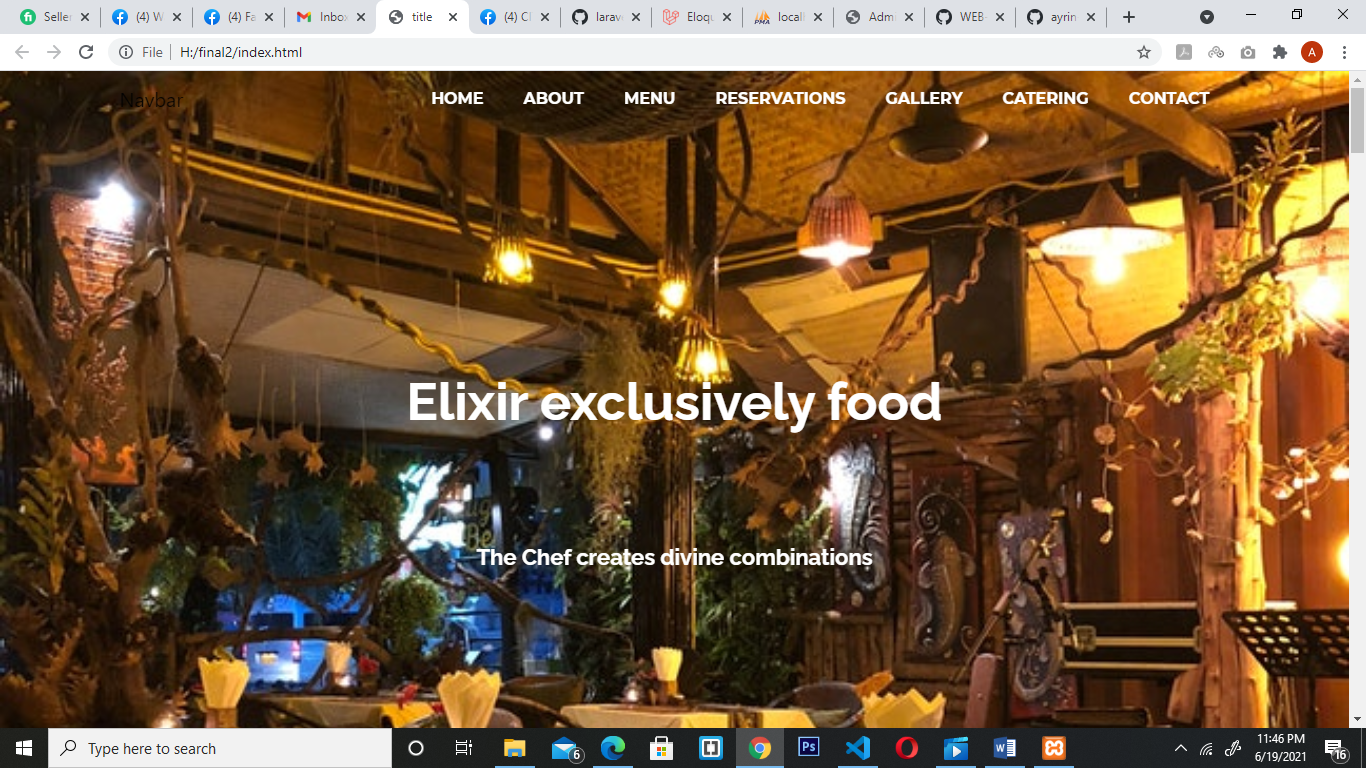 Seller
(4) W
(4) Fa
Inbox
title
(4) Cl
larav
Eloqu
locall
Adm
WEB-
ayrin
File
H:/final2/index.html
A
Navbar
HOME ABOUT MENU RESERVATIONS GALLERY CATERING CONTACT
Elixir exclusively food
The Chef creates divine combinations
Type here to search
6
Ps
11:46 PM
6/19/2021
16